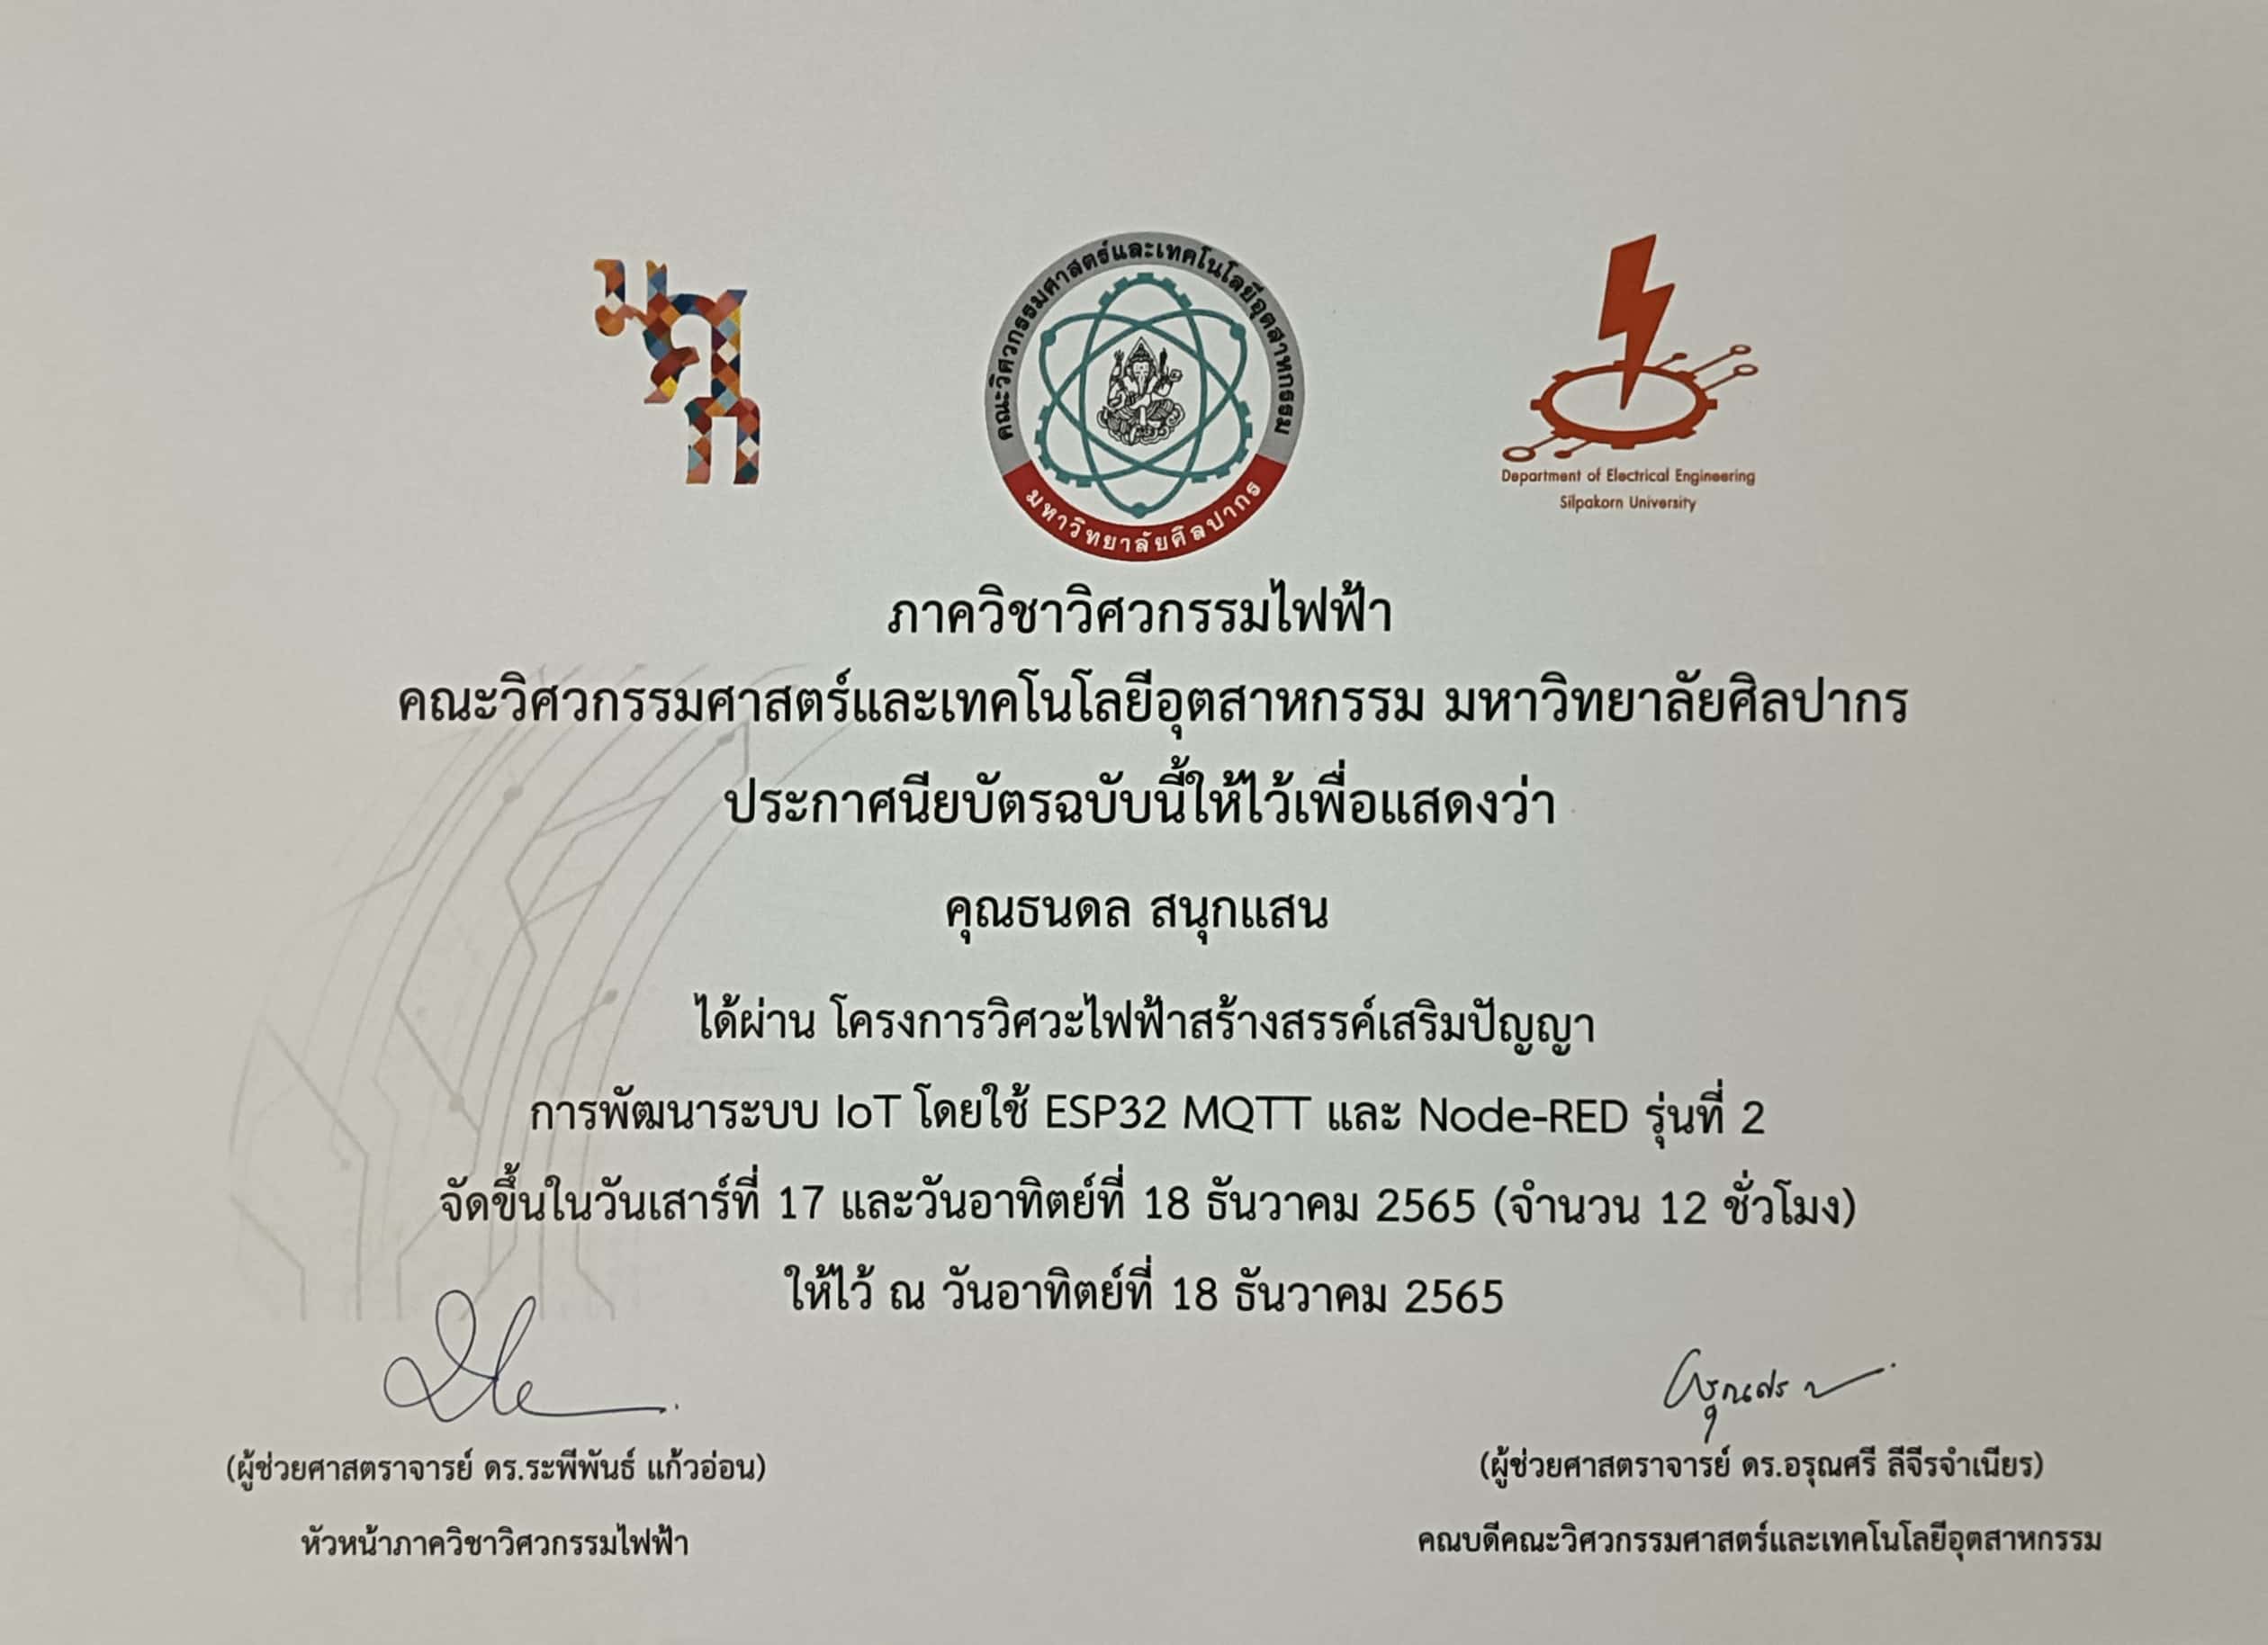 มศก
คณะวิศวกรรมศาสตร์และเทคโนโลยีอุตสาหกรรม
มหาวิทยาลัยศิลปากร
Department of Electrical Engineering
Silpakorn University
ภาควิชาวิศวกรรมไฟฟ้า
คณะวิศวกรรมศาสตร์และเทคโนโลยีอุตสาหกรรม มหาวิทยาลัยศิลปากร
ประกาศนียบัตรฉบับนี้ให้ไว้เพื่อแสดงว่า
คุณธนดล สนุกแสน
ได้ผ่าน โครงการวิศวะไฟฟ้าสร้างสรรค์เสริมปัญญา
การพัฒนาระบบ IoT โดยใช้ ESP32 MQTT และ Node-RED รุ่นที่ 2
จัดขึ้นในวันเสาร์ที่ 17 และวันอาทิตย์ที่ 18 ธันวาคม 2565 (จำนวน 12 ชั่วโมง)
ให้ไว้ ณ วันอาทิตย์ที่ 18 ธันวาคม 2565
(ผู้ช่วยศาสตราจารย์ ดร.ระพีพันธ์ แก้วอ่อน)
หัวหน้าภาควิชาวิศวกรรมไฟฟ้า
(ผู้ช่วยศาสตราจารย์ ดร.อรุณศรี ลีจีรจำเนียร)
คณบดีคณะวิศวกรรมศาสตร์และเทคโนโลยีอุตสาหกรรม